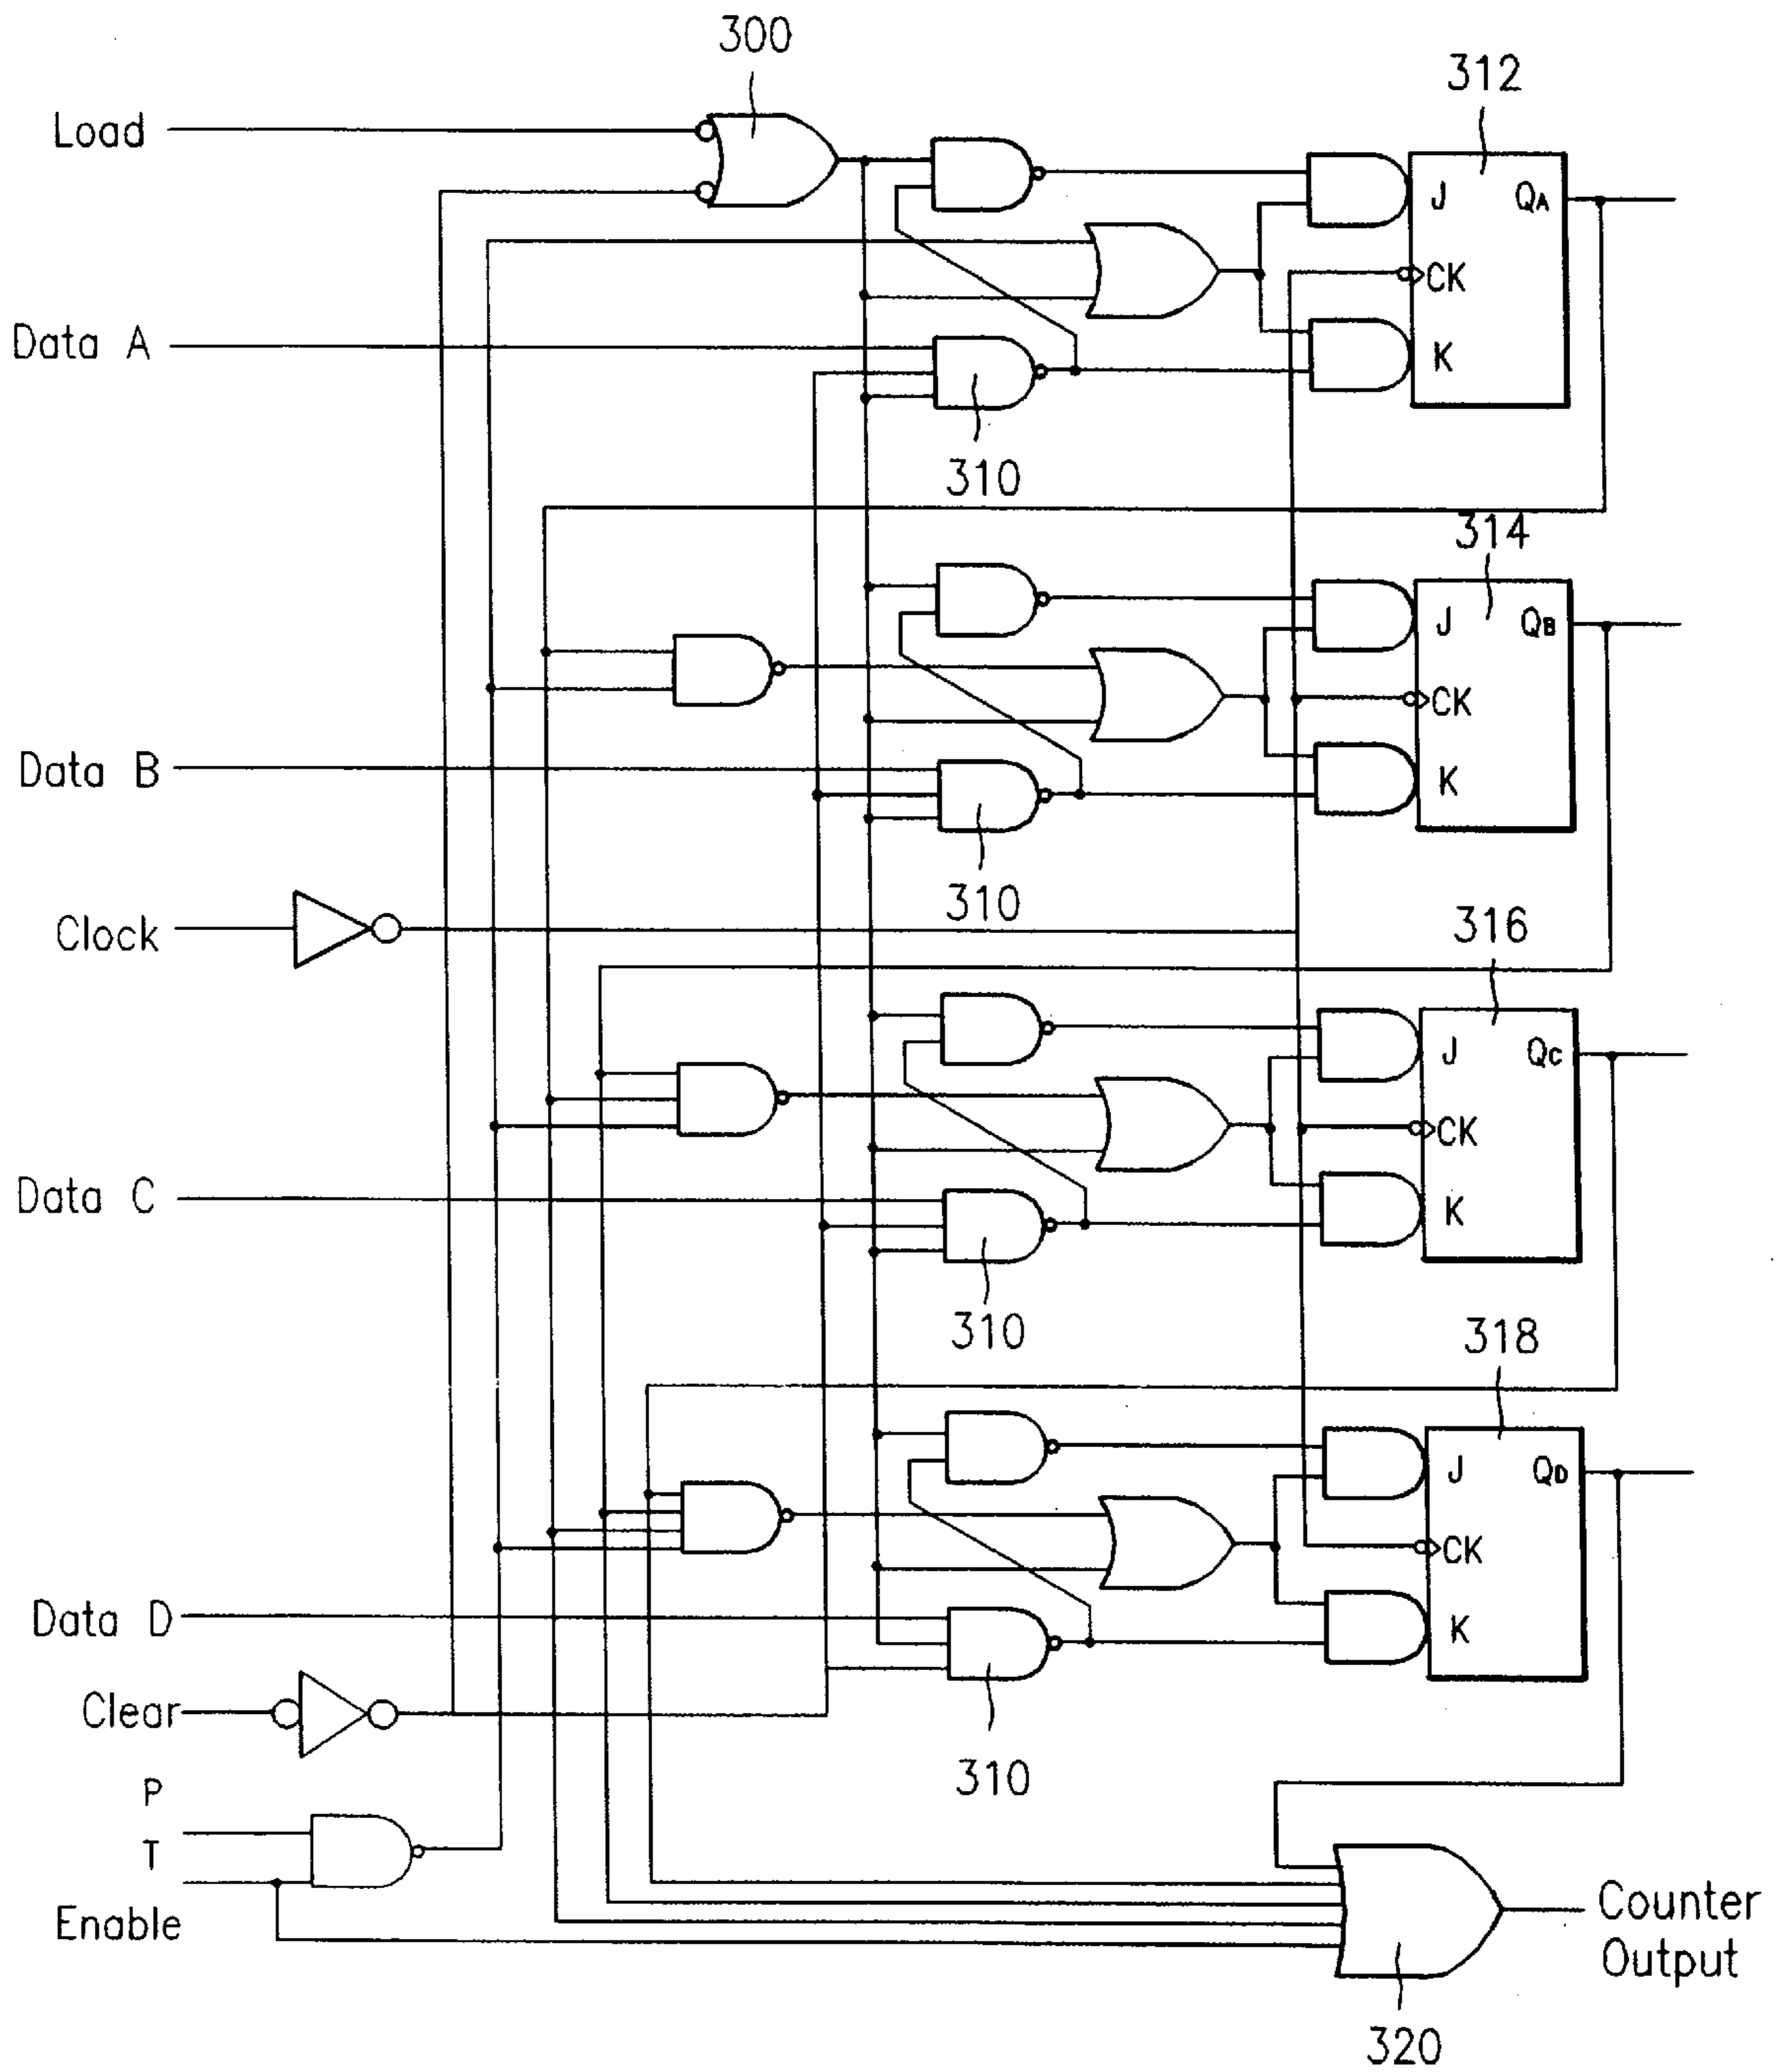 300
312
Load
J QA
CK
Data A
K
310
314
J QB
CK
Data B
K
310
316
Clock
J QC
CK
Data C
K
310
318
J QD
CK
Data D
K
Clear
310
P
T
Enable
Counter
Output
320